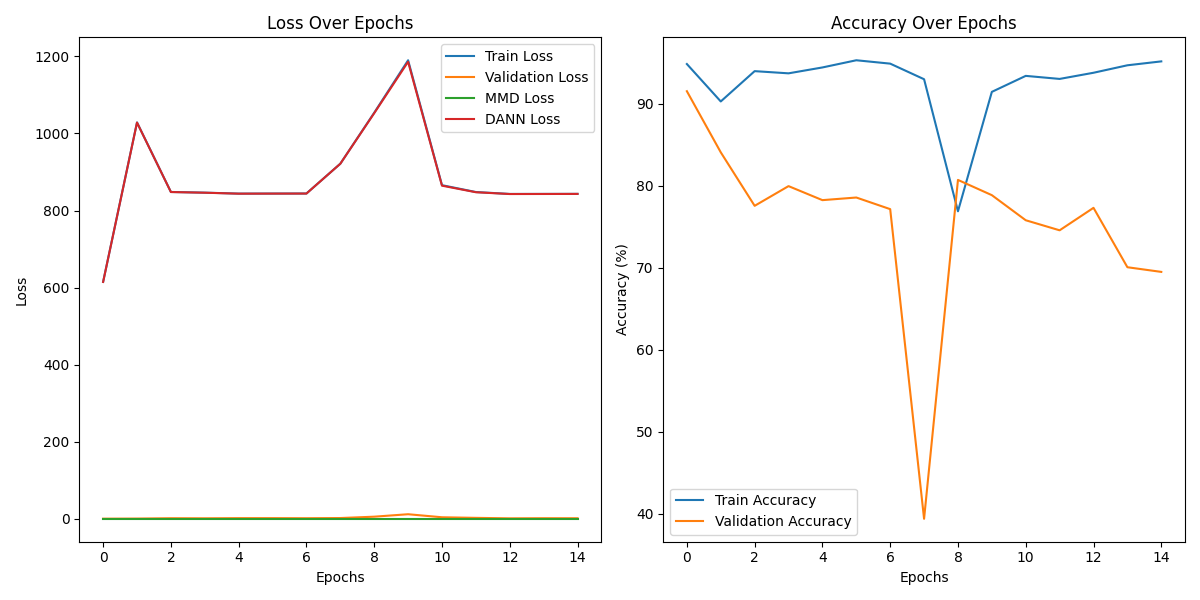 Loss Over Epochs
1200
1000
800
600
400
200
0
Loss
0 2 4 6 8 10 12 14
Epochs
Train Loss
Validation Loss
MMD Loss
DANN Loss
Accuracy Over Epochs
90
80
70
60
50
40
Accuracy (%)
0 2 4 6 8 10 12 14
Epochs
Train Accuracy
Validation Accuracy